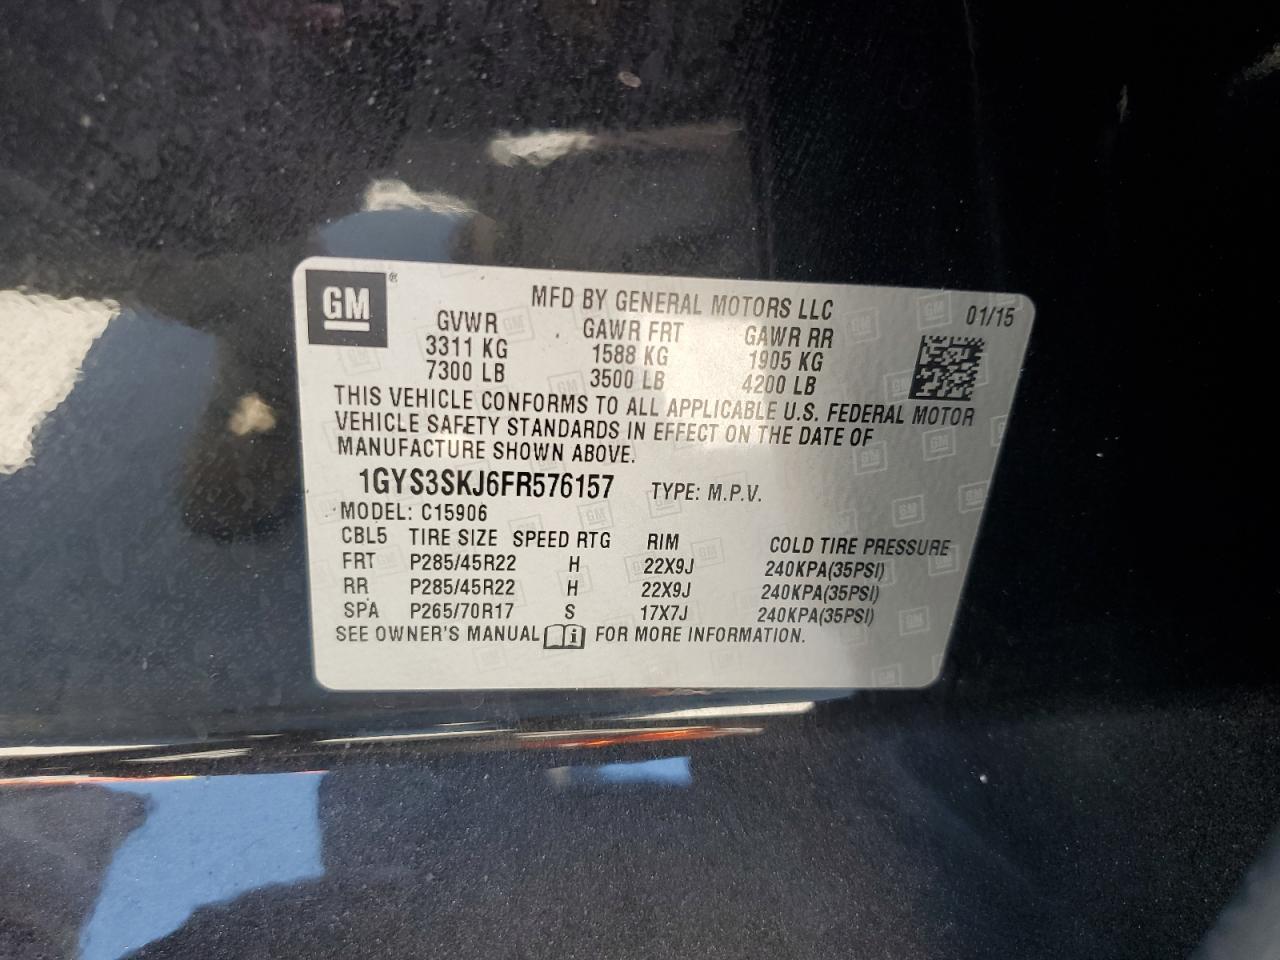 GM ®
MFD BY GENERAL MOTORS LLC 01/15
GVWR GAWR FRT GAWR RR
3311 KG 1588 KG 1905 KG
7300 LB 3500 LB 4200 LB
THIS VEHICLE CONFORMS TO ALL APPLICABLE U.S. FEDERAL MOTOR
VEHICLE SAFETY STANDARDS IN EFFECT ON THE DATE OF
MANUFACTURE SHOWN ABOVE.
1GYS3SKJ6FR576157 TYPE: M.P.V.
MODEL: C15906
CBL5 TIRE SIZE SPEED RTG RIM COLD TIRE PRESSURE
FRT P285/45R22 H 22X9J 240KPA(35PSI)
RR P285/45R22 H 22X9J 240KPA(35PSI)
SPA P265/70R17 S 17X7J 240KPA(35PSI)
SEE OWNER'S MANUAL FOR MORE INFORMATION.